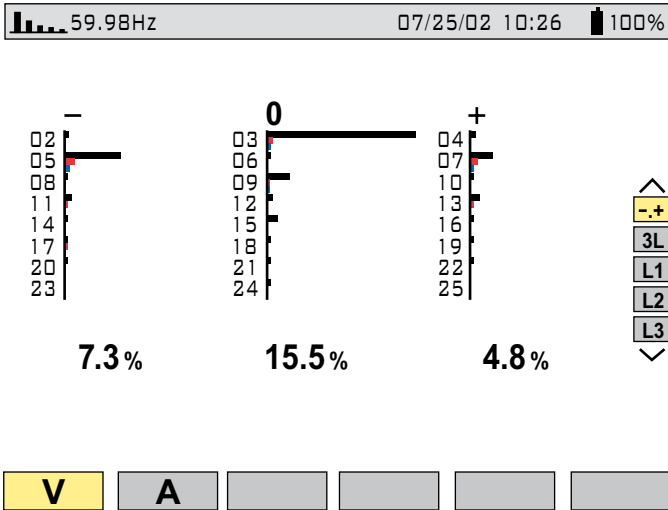 59.98Hz 07/25/02 10:26 100%
– 0 +
02 03 04
05 06 07
08 09 10
11 12 13
14 15 16
17 18 19
20 21 22
23 24 25
-.+
3L
L1
L2
L3
7.3% 15.5% 4.8%
V A